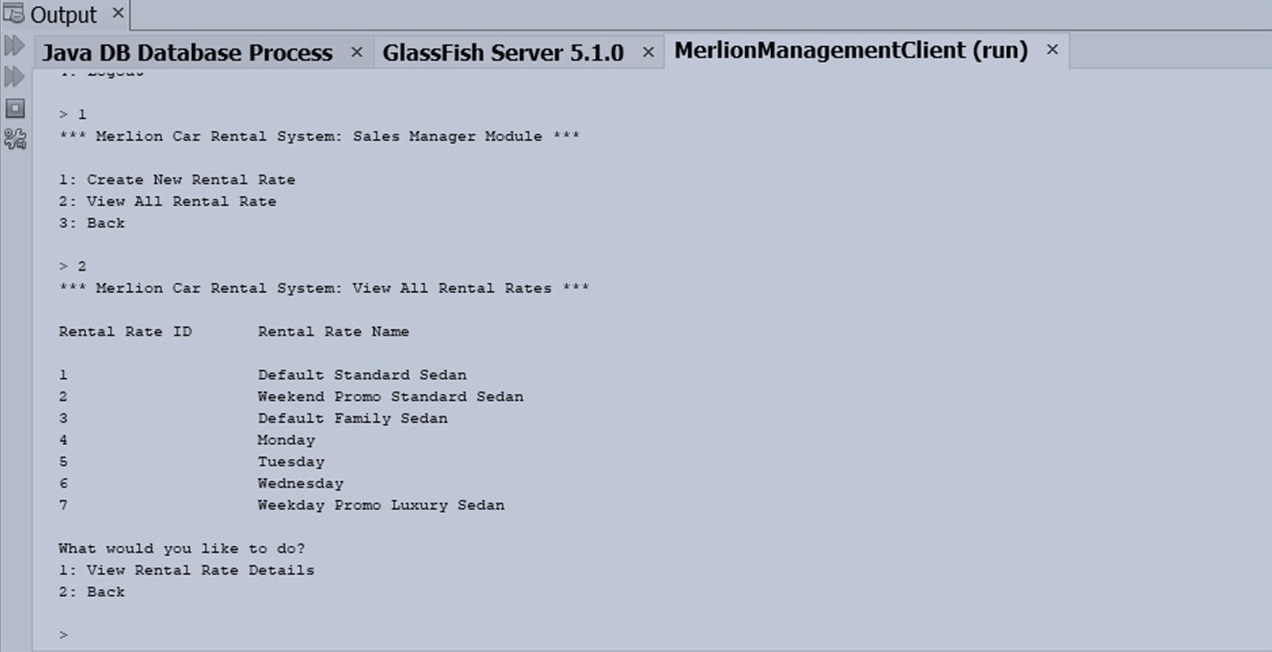 Output
Java DB Database Process
GlassFish Server 5.1.0
MerlionManagementClient (run)
> 1
*** Merlion Car Rental System: Sales Manager Module ***
1: Create New Rental Rate
2: View All Rental Rate
3: Back
> 2
*** Merlion Car Rental System: View All Rental Rates ***
Rental Rate ID Rental Rate Name
1 Default Standard Sedan
2 Weekend Promo Standard Sedan
3 Default Family Sedan
4 Monday
5 Tuesday
6 Wednesday
7 Weekday Promo Luxury Sedan
What would you like to do?
1: View Rental Rate Details
2: Back
>